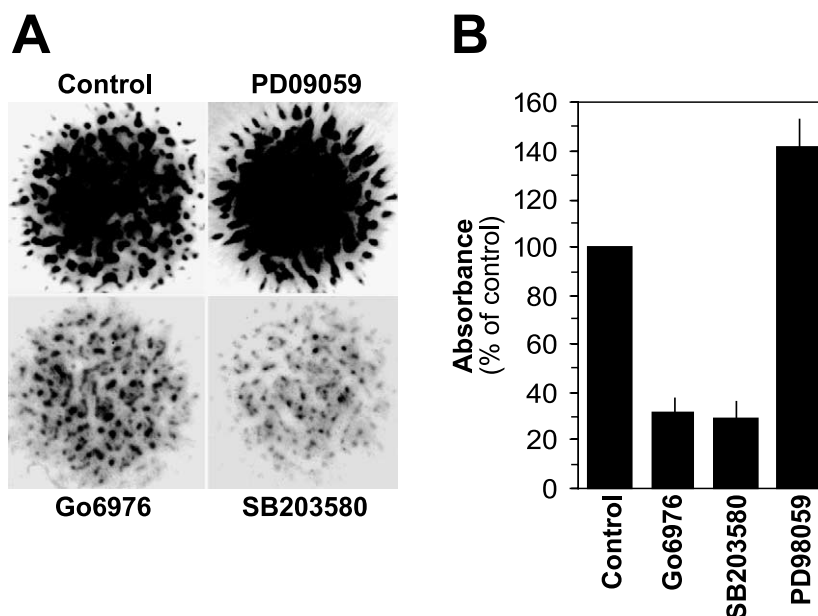 A
Control PD09059
Go6976 SB203580
B
Absorbance
(% of control)
160
140
120
100
80
60
40
20
0
Control
Go6976
SB203580
PD98059